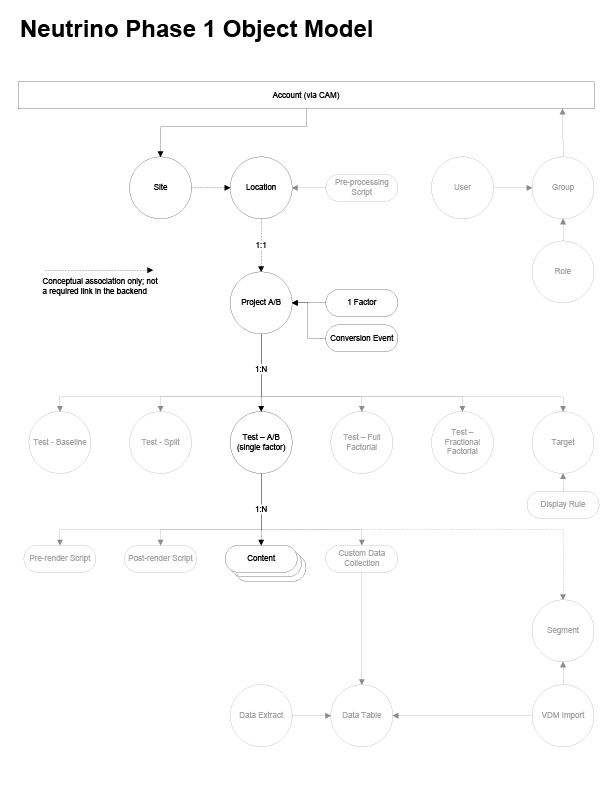 Neutrino Phase 1 Object Model
Account (via CAM)
Site
Location
Pre-processing
Script
User
Group
1:1
Role
Conceptual association only; not
a required link in the backend
Project A/B
1 Factor
Conversion Event
1:N
Test - Baseline
Test - Split
Test – A/B
(single factor)
Test – Full
Factorial
Test –
Fractional
Factorial
Target
Display Rule
1:N
Pre-render Script
Post-render Script
Content
Custom Data
Collection
Segment
Data Extract
Data Table
VDM Import